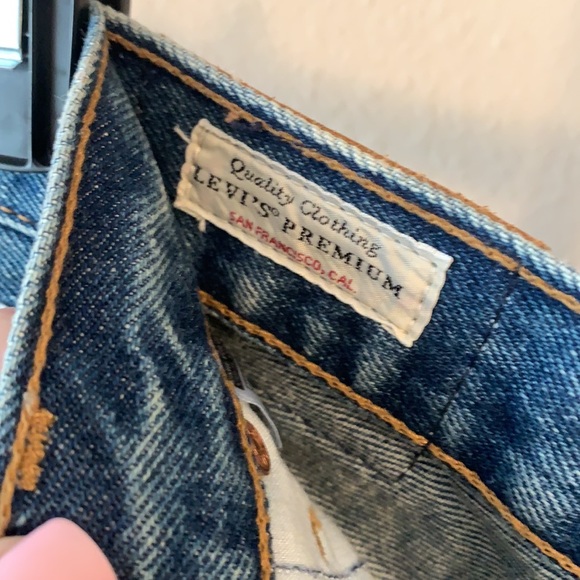 Quality Clothing
LEVI'S® PREMIUM
SAN FRANCISCO, CAL.